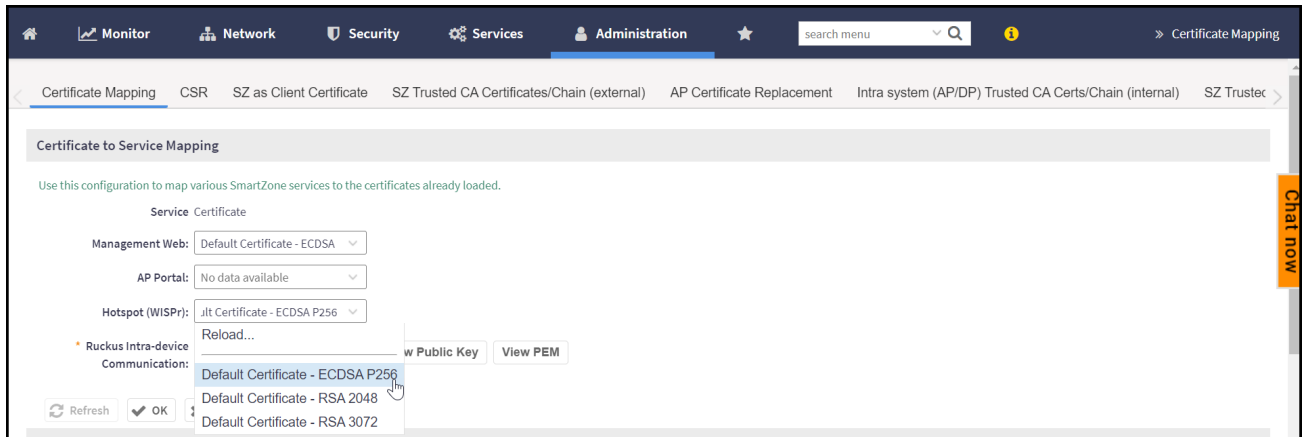 Monitor Network Security Services Administration search menu » Certificate Mapping
Certificate Mapping CSR SZ as Client Certificate SZ Trusted CA Certificates/Chain (external) AP Certificate Replacement Intra system (AP/DP) Trusted CA Certs/Chain (internal) SZ Trusted
Certificate to Service Mapping
Use this configuration to map various SmartZone services to the certificates already loaded.
Service Certificate
Management Web: Default Certificate - ECDSA
AP Portal: No data available
Hotspot (WISPr): ult Certificate - ECDSA P256
Reload...
* Ruckus Intra-device
Communication:
w Public Key View PEM
Default Certificate - ECDSA P256
Default Certificate - RSA 2048
Default Certificate - RSA 3072
Refresh OK
Chat now